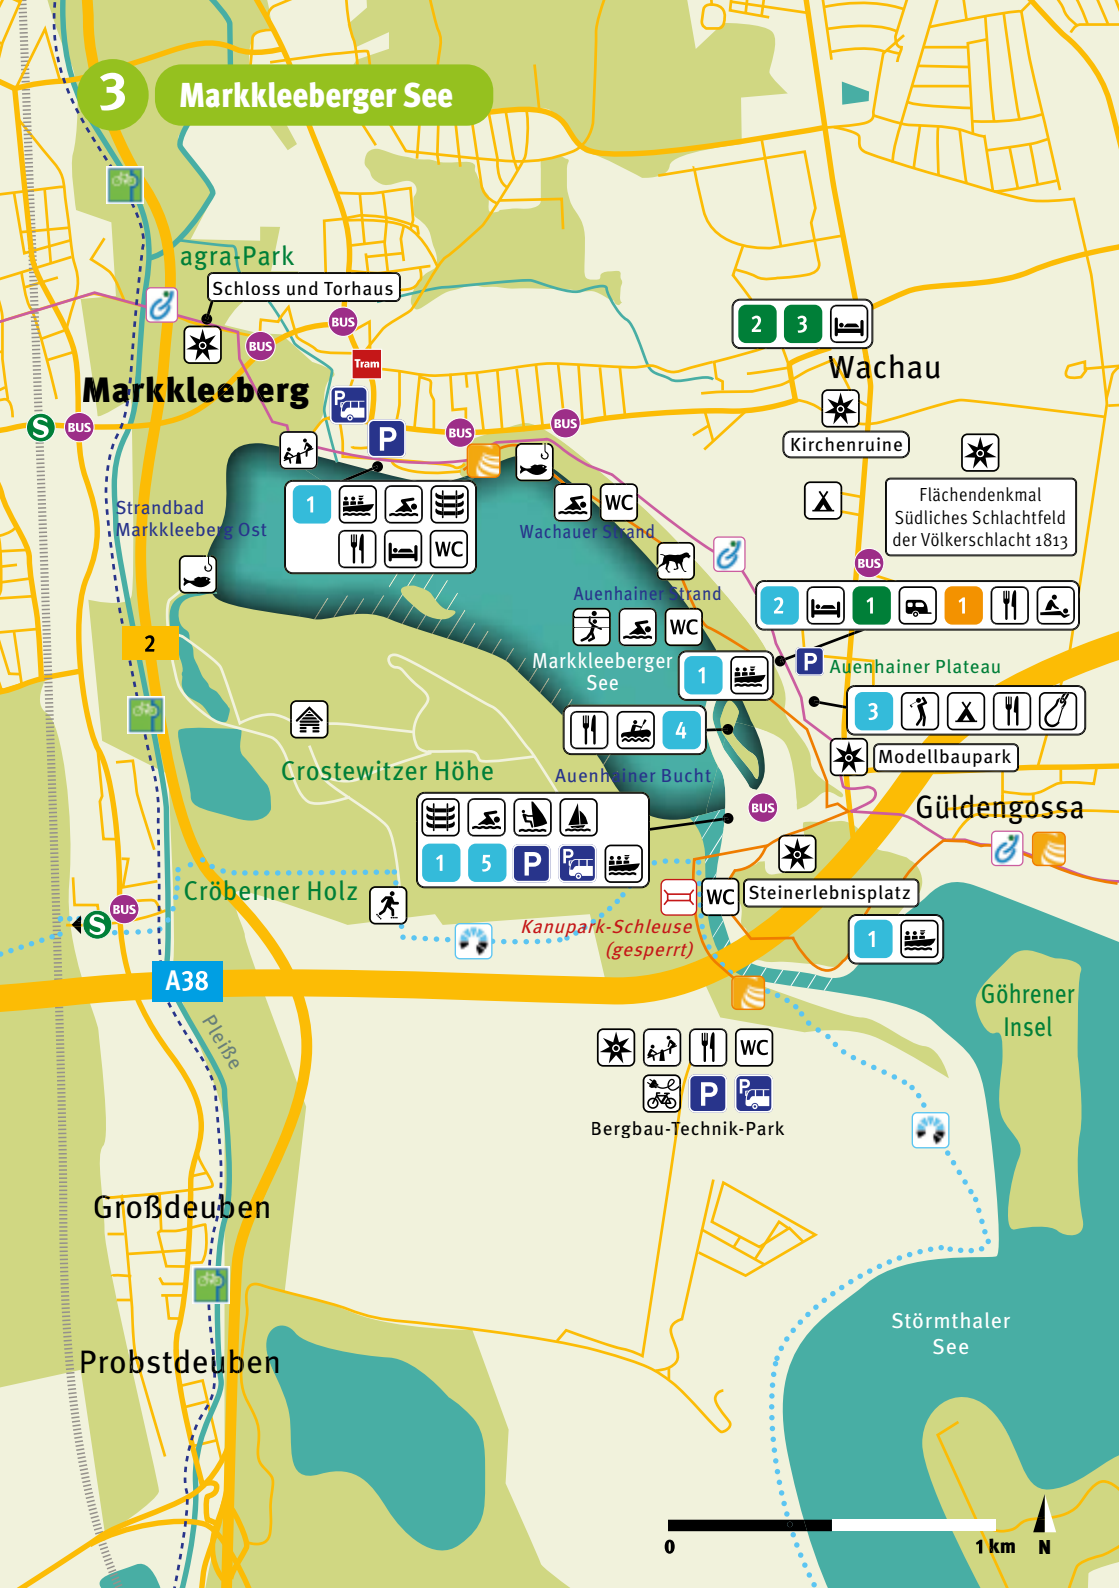 3
Markkleeberger See
agra-Park
Schloss und Torhaus
BUS
BUS
Tram
Markkleeberg
P
P
S
BUS
BUS
BUS
2
3
Wachau
Kirchenruine
Flächendenkmal
Südliches Schlachtfeld
der Völkerschlacht 1813
Strandbad
Markkleeberg Ost
1
WC
WC
Wachauer Strand
BUS
Auenhainer Strand
WC
2
1
1
2
Markkleeberger
See
1
P
Auenhainer Plateau
3
4
Modellbaupark
Auenhainer Bucht
Crostewitzer Höhe
BUS
Güldengossa
1
5
P
P
Cröberner Holz
BUS
S
WC
Steinerlebnisplatz
Kanupark-Schleuse
(gesperrt)
1
A38
Göhrener
Insel
Pleiße
WC
P
P
Bergbau-Technik-Park
Großdeuben
Störmthaler
See
Probstdeuben
0
1 km
N